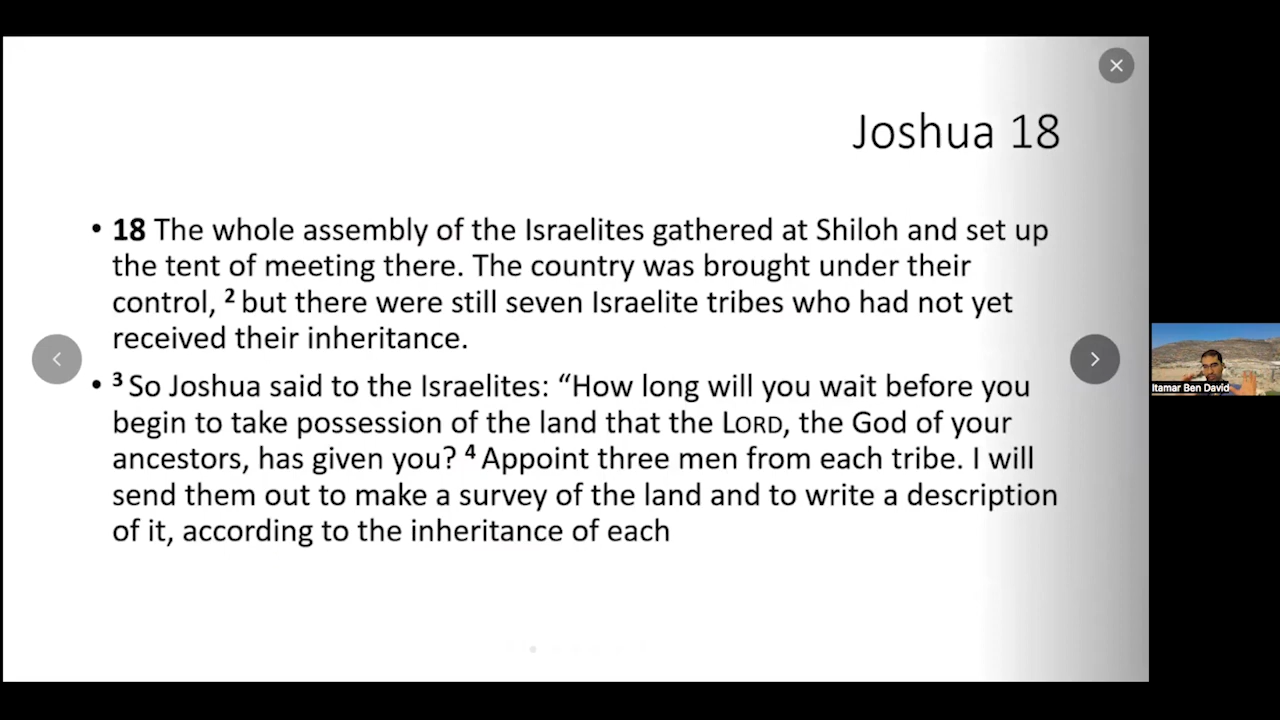 Joshua 18
• 18 The whole assembly of the Israelites gathered at Shiloh and set up
the tent of meeting there. The country was brought under their
control, 2 but there were still seven Israelite tribes who had not yet
received their inheritance.
• 3 So Joshua said to the Israelites: “How long will you wait before you
begin to take possession of the land that the LORD, the God of your
ancestors, has given you? 4 Appoint three men from each tribe. I will
send them out to make a survey of the land and to write a description
of it, according to the inheritance of each
Itamar Ben David